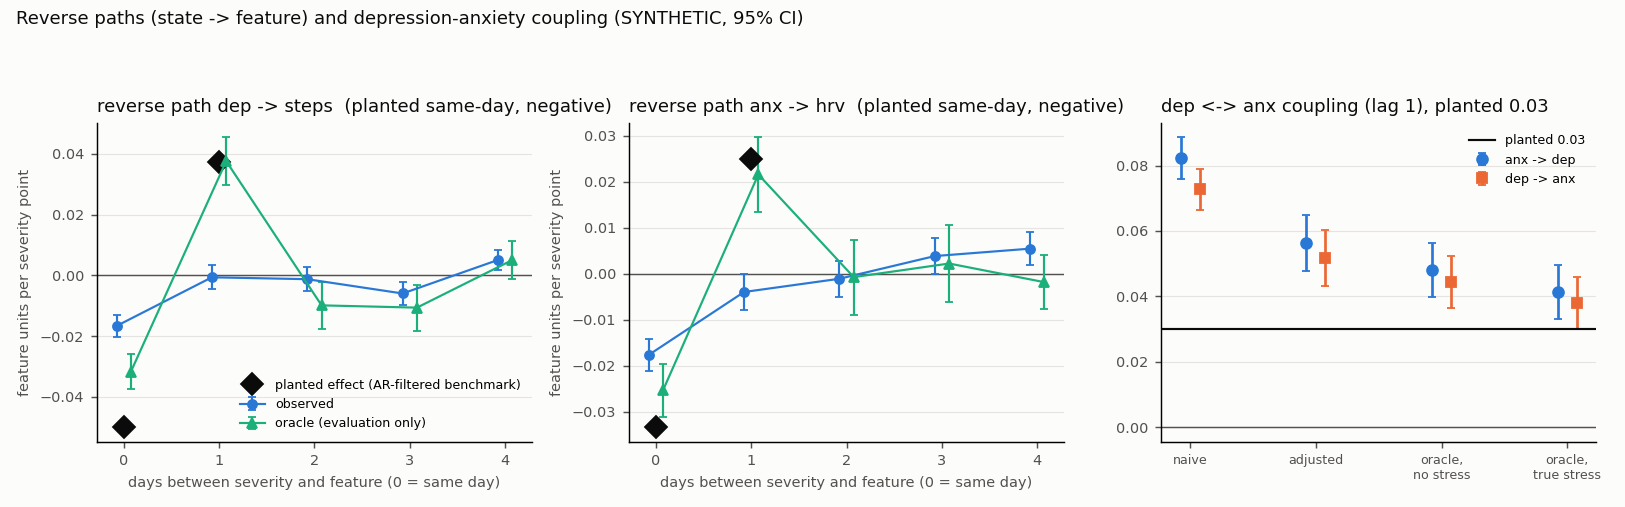 Reverse paths (state -> feature) and depression-anxiety coupling (SYNTHETIC, 95% CI)
reverse path dep -> steps  (planted same-day, negative)
feature units per severity point
0.04
0.02
0.00
−0.02
−0.04
planted effect (AR-filtered benchmark)
observed
oracle (evaluation only)
0 1 2 3 4
days between severity and feature (0 = same day)
reverse path anx -> hrv  (planted same-day, negative)
feature units per severity point
0.03
0.02
0.01
0.00
−0.01
−0.02
−0.03
0 1 2 3 4
days between severity and feature (0 = same day)
dep <-> anx coupling (lag 1), planted 0.03
0.08
0.06
0.04
0.02
0.00
planted 0.03
anx -> dep
dep -> anx
naive
adjusted
oracle,
no stress
oracle,
true stress